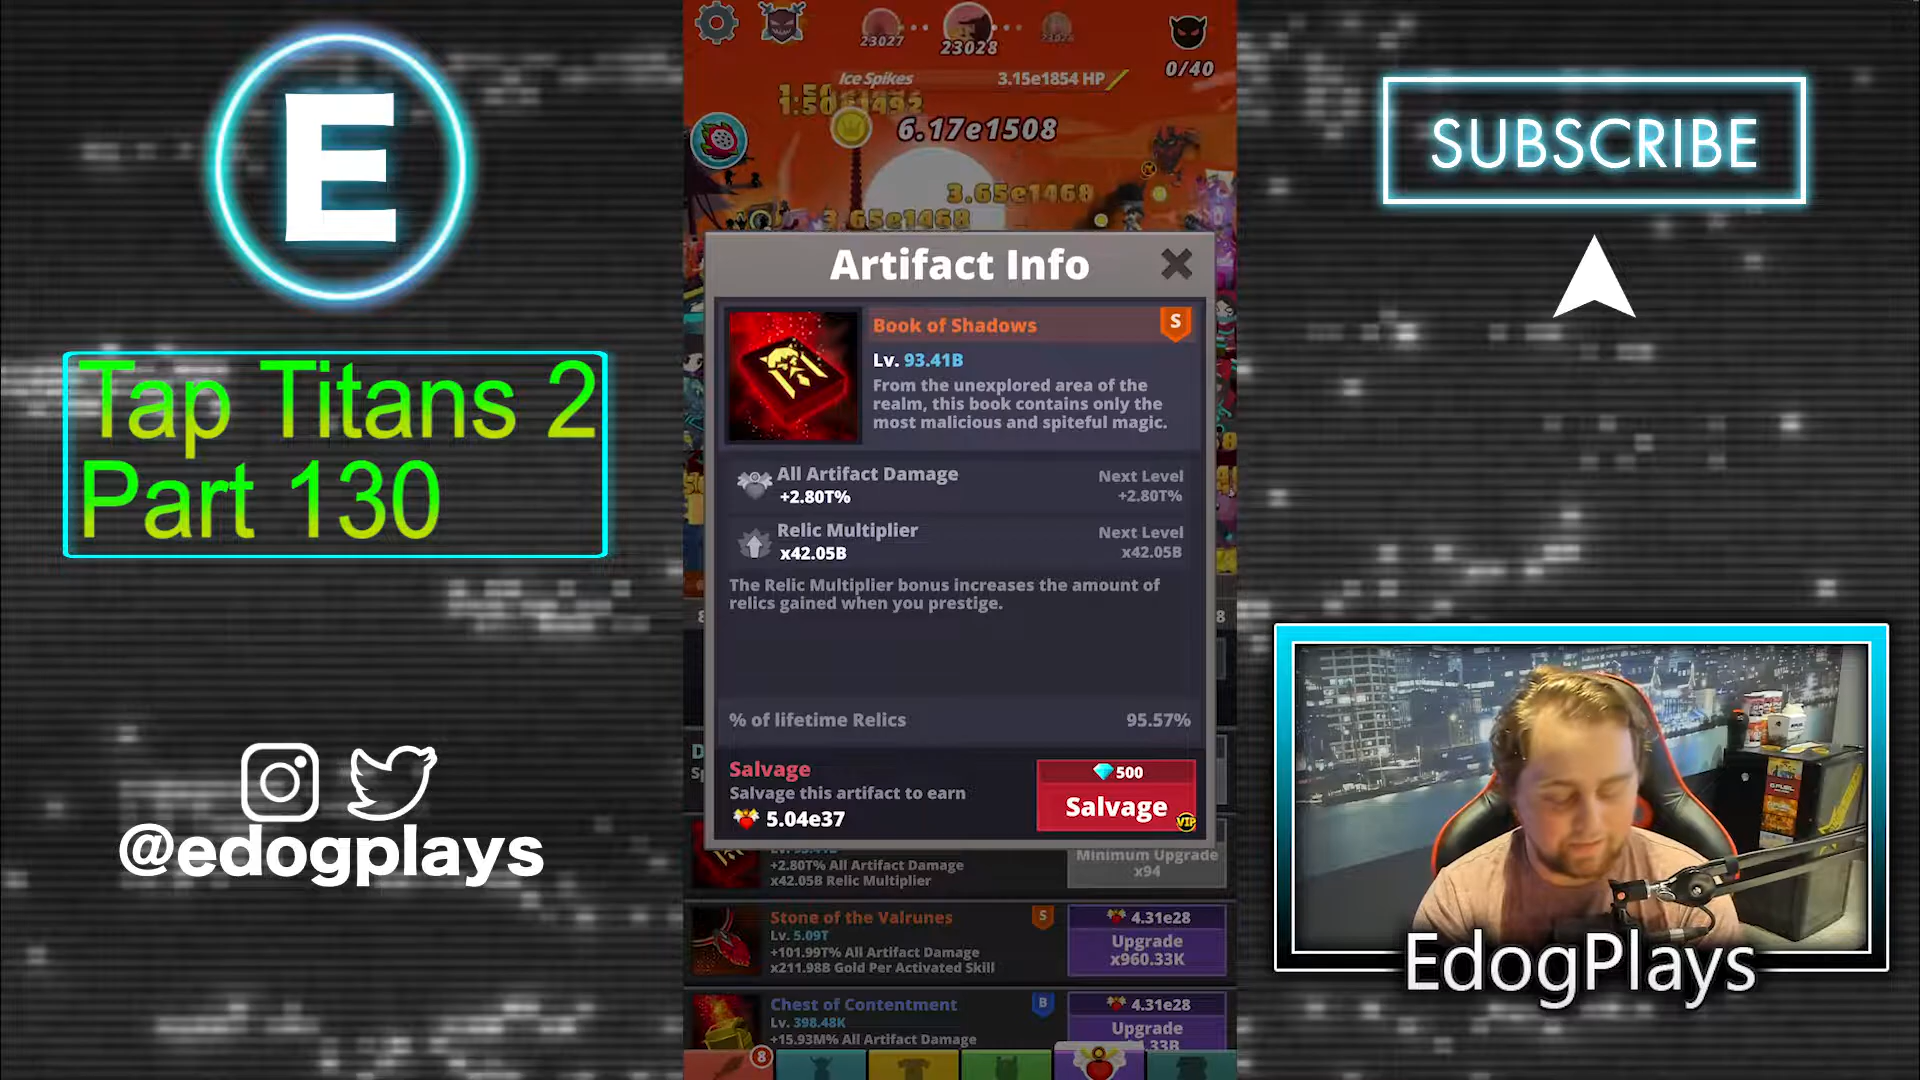 E
Tap Titans 2
Part 130
@edogplays
23027
23028
0/40
Ice Spikes
3.15e1854 HP
6.17e1508
3.65e1468
3.65e1468
Artifact Info
Book of Shadows
S
Lv. 93.41B
From the unexplored area of the
realm, this book contains only the
most malicious and spiteful magic.
All Artifact Damage
+2.80T%
Next Level
+2.80T%
Relic Multiplier
x42.05B
Next Level
x42.05B
The Relic Multiplier bonus increases the amount of
relics gained when you prestige.
% of lifetime Relics
95.57%
Salvage
Salvage this artifact to earn
5.04e37
500
Salvage
VIP
+2.80T% All Artifact Damage
x42.05B Relic Multiplier
Minimum Upgrade
x94
Stone of the Valrunes
S
Lv. 5.09T
+101.99T% All Artifact Damage
x211.98B Gold Per Activated Skill
4.31e28
Upgrade
x960.33K
Chest of Contentment
B
Lv. 398.48K
+15.93M% All Artifact Damage
4.31e28
Upgrade
8
SUBSCRIBE
EdogPlays